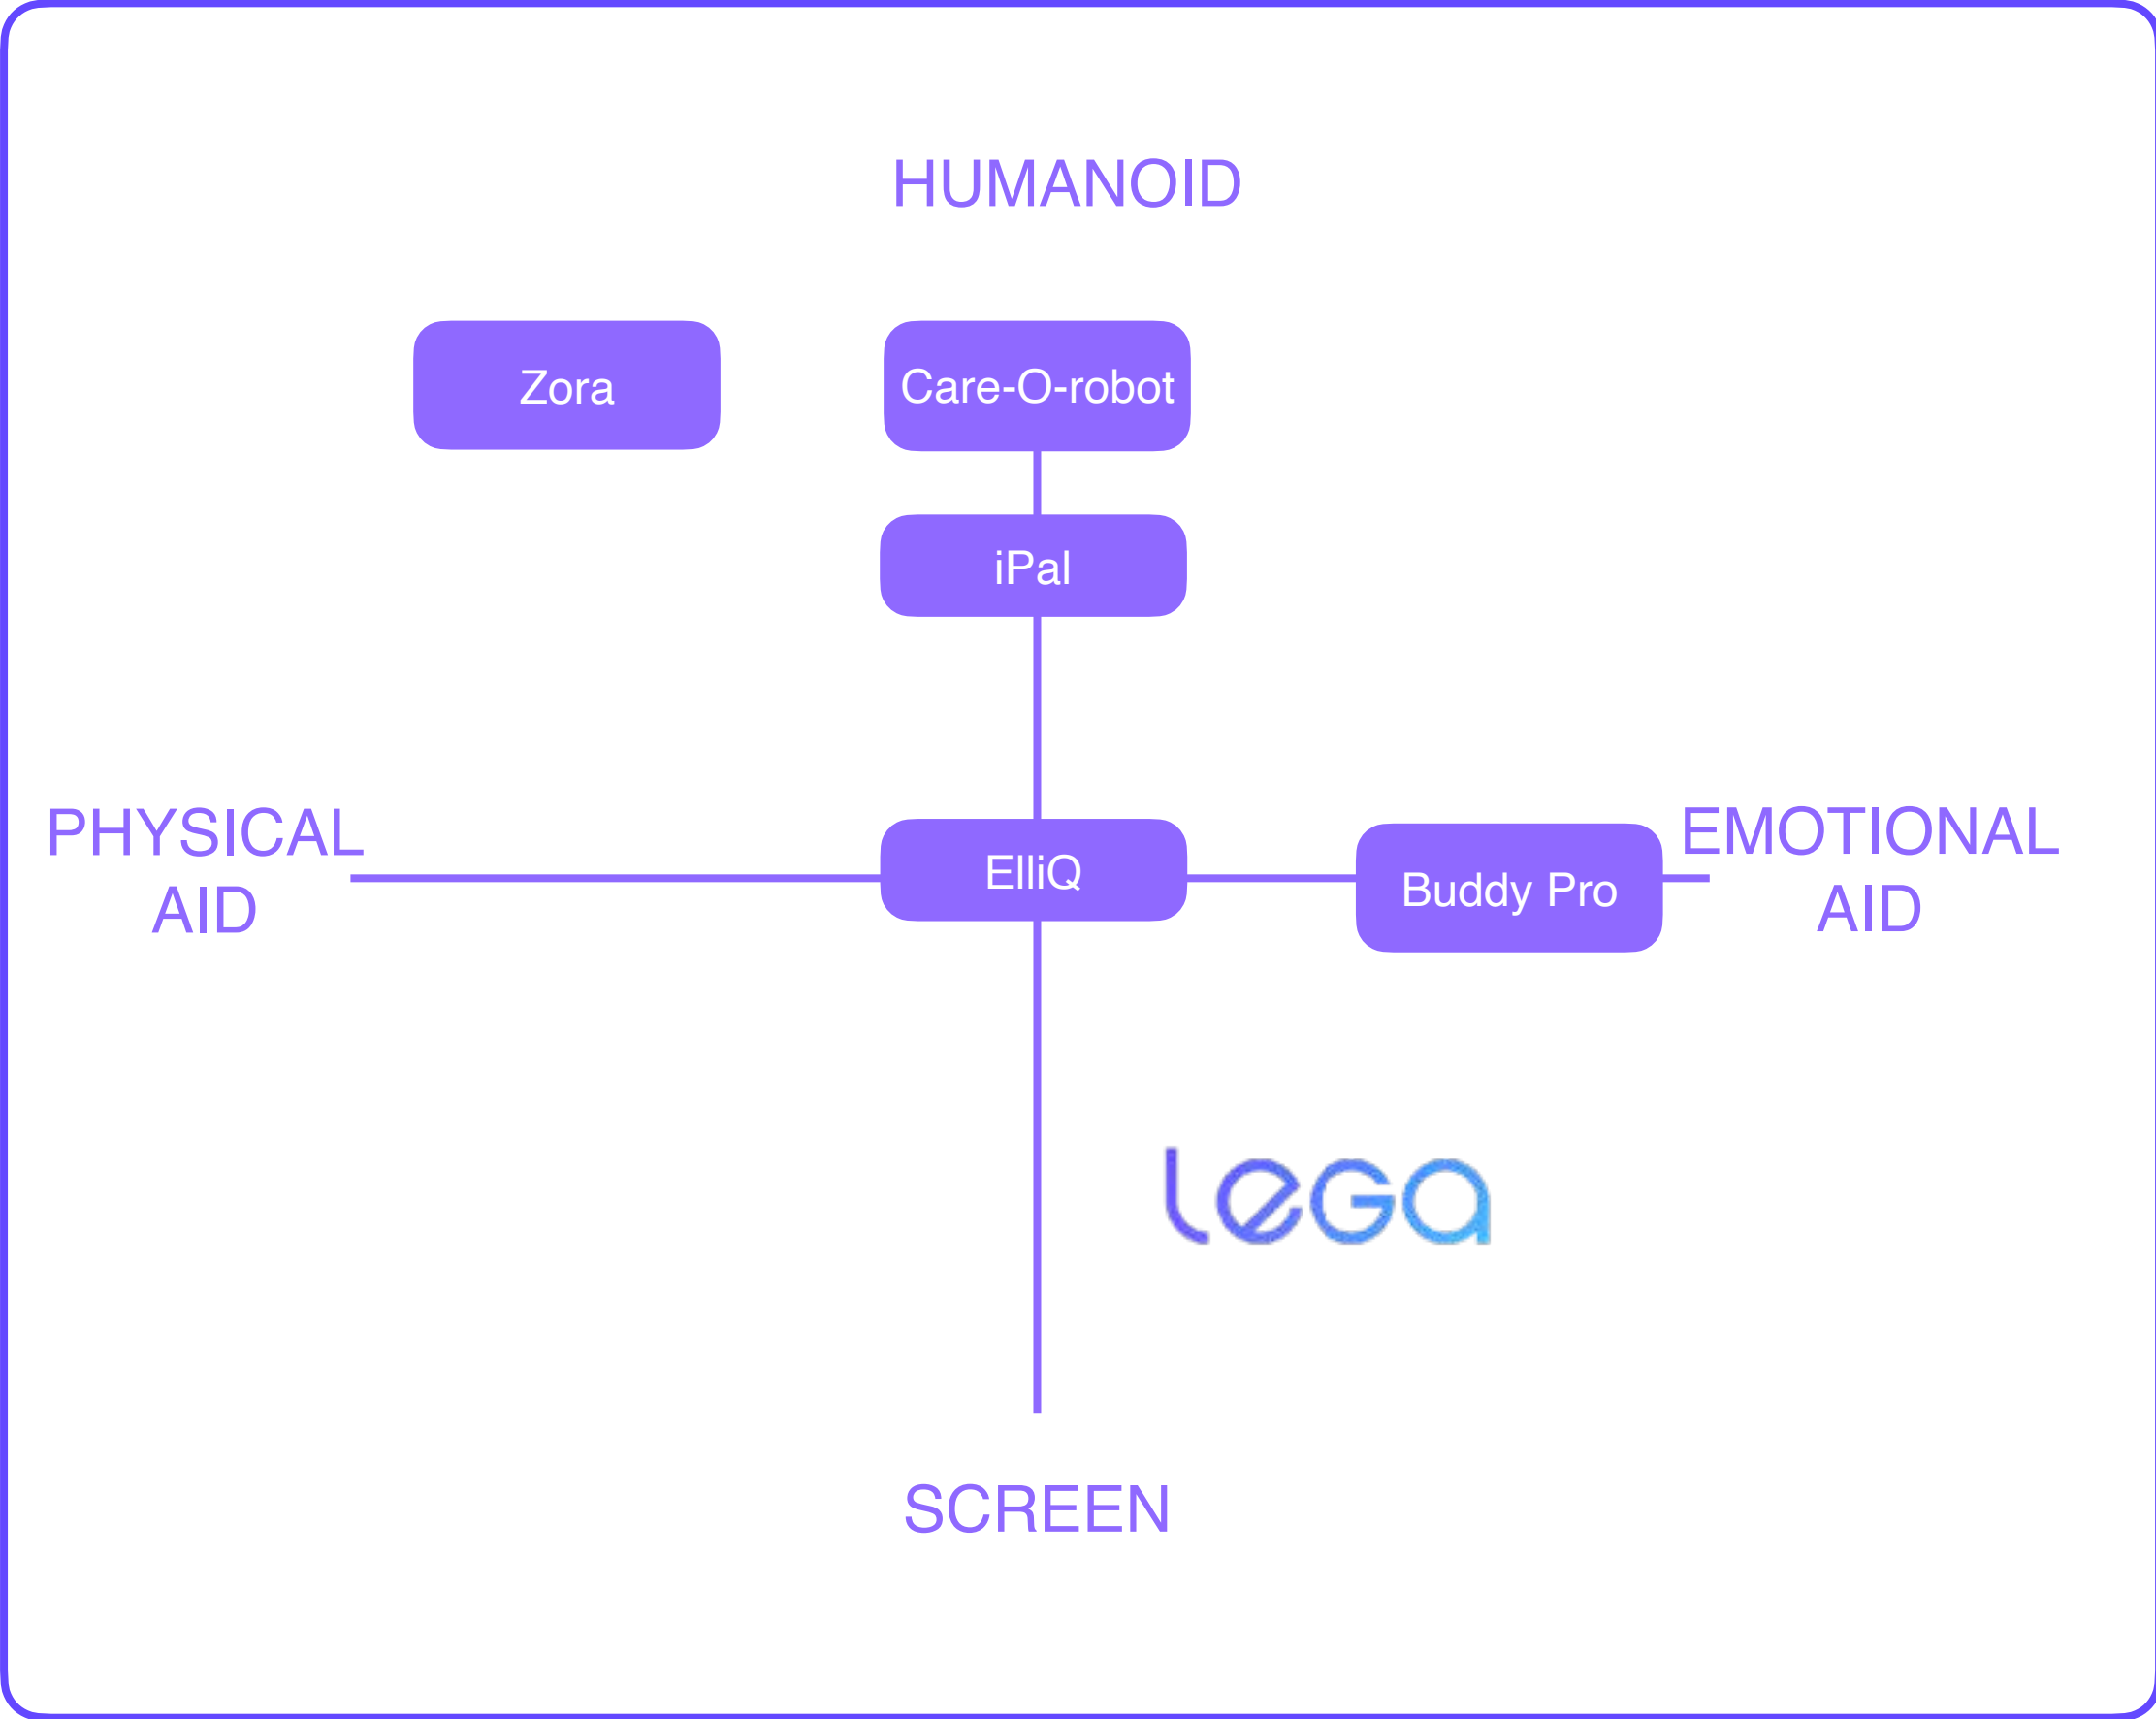 HUMANOID
Zora
Care-O-robot
iPal
PHYSICAL
AID
ElliQ
Buddy Pro
EMOTIONAL
AID
LeGa
SCREEN